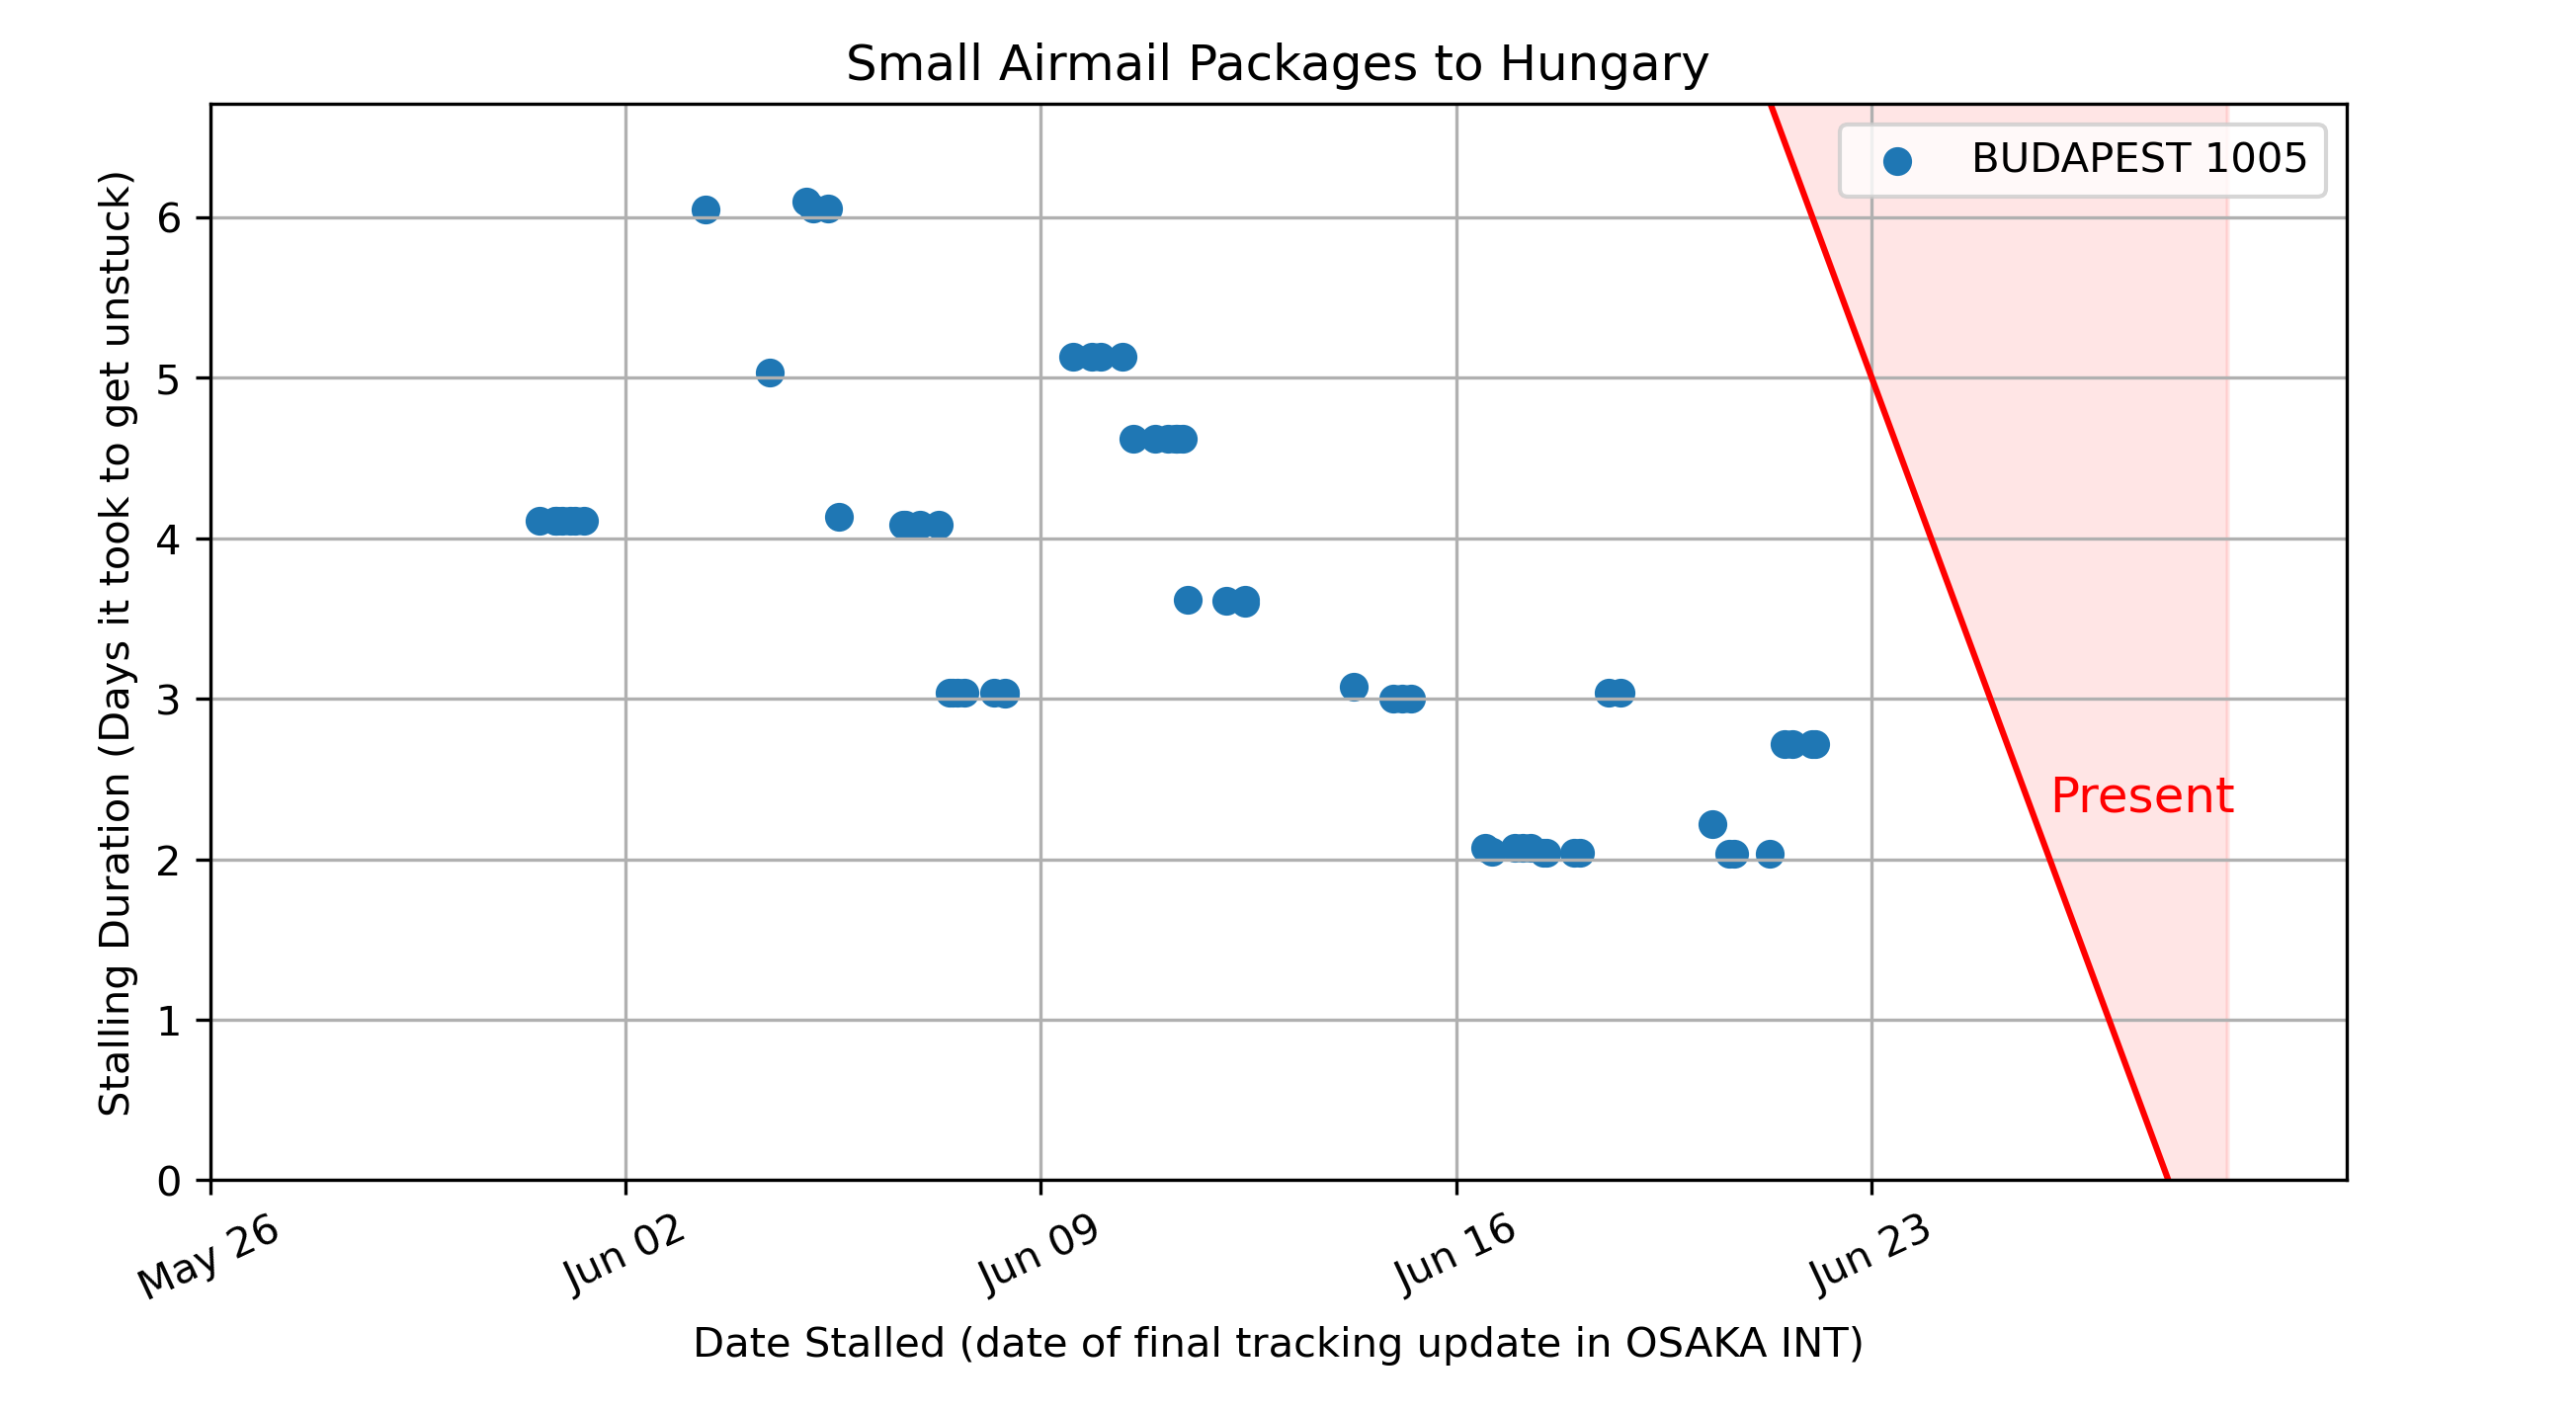 Small Airmail Packages to Hungary
BUDAPEST 1005
Stalling Duration (Days it took to get unstuck)
6
5
4
3
2
1
0
Present
May 26
Jun 02
Jun 09
Jun 16
Jun 23
Date Stalled (date of final tracking update in OSAKA INT)